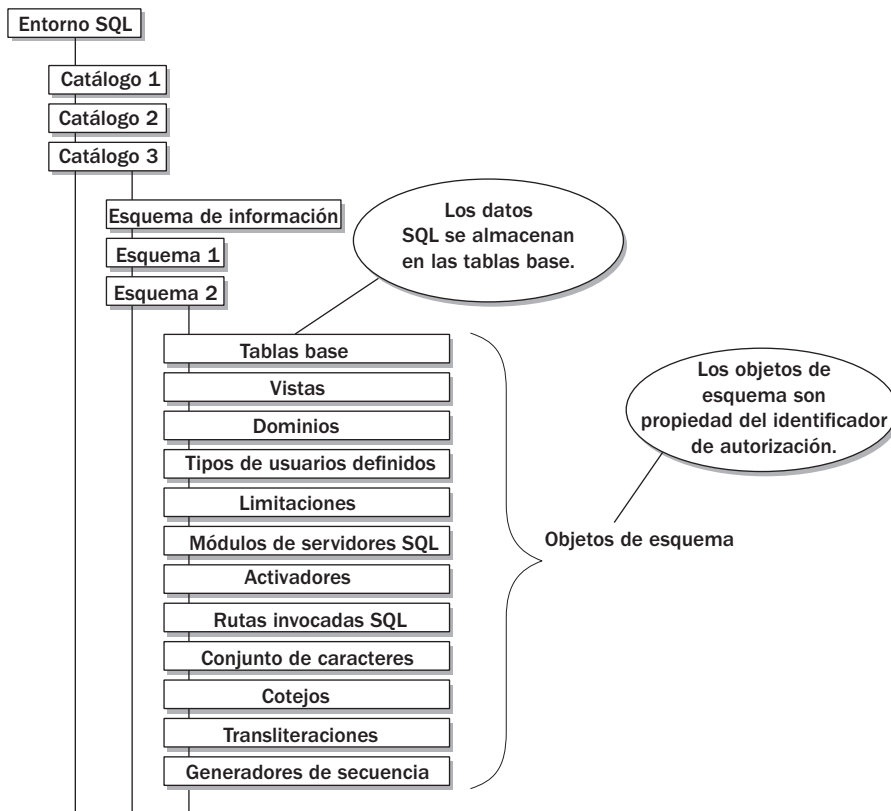 Entorno SQL
Catálogo 1
Catálogo 2
Catálogo 3
Esquema de información
Esquema 1
Esquema 2
Los datos
SQL se almacenan
en las tablas base.
Tablas base
Vistas
Dominios
Tipos de usuarios definidos
Limitaciones
Módulos de servidores SQL
Activadores
Rutas invocadas SQL
Conjunto de caracteres
Cotejos
Transliteraciones
Generadores de secuencia
Los objetos de
esquema son
propiedad del identificador
de autorización.
Objetos de esquema